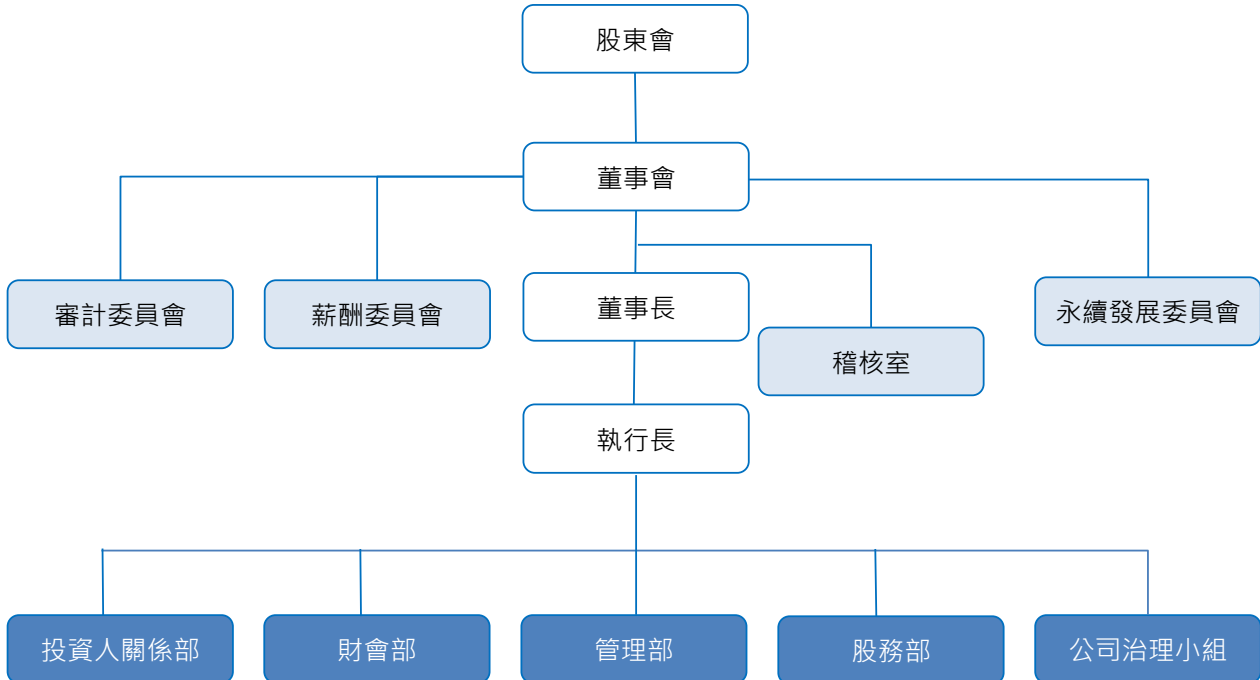 股東會
董事會
審計委員會
薪酬委員會
董事長
永續發展委員會
稽核室
執行長
投資人關係部
財會部
管理部
股務部
公司治理小組